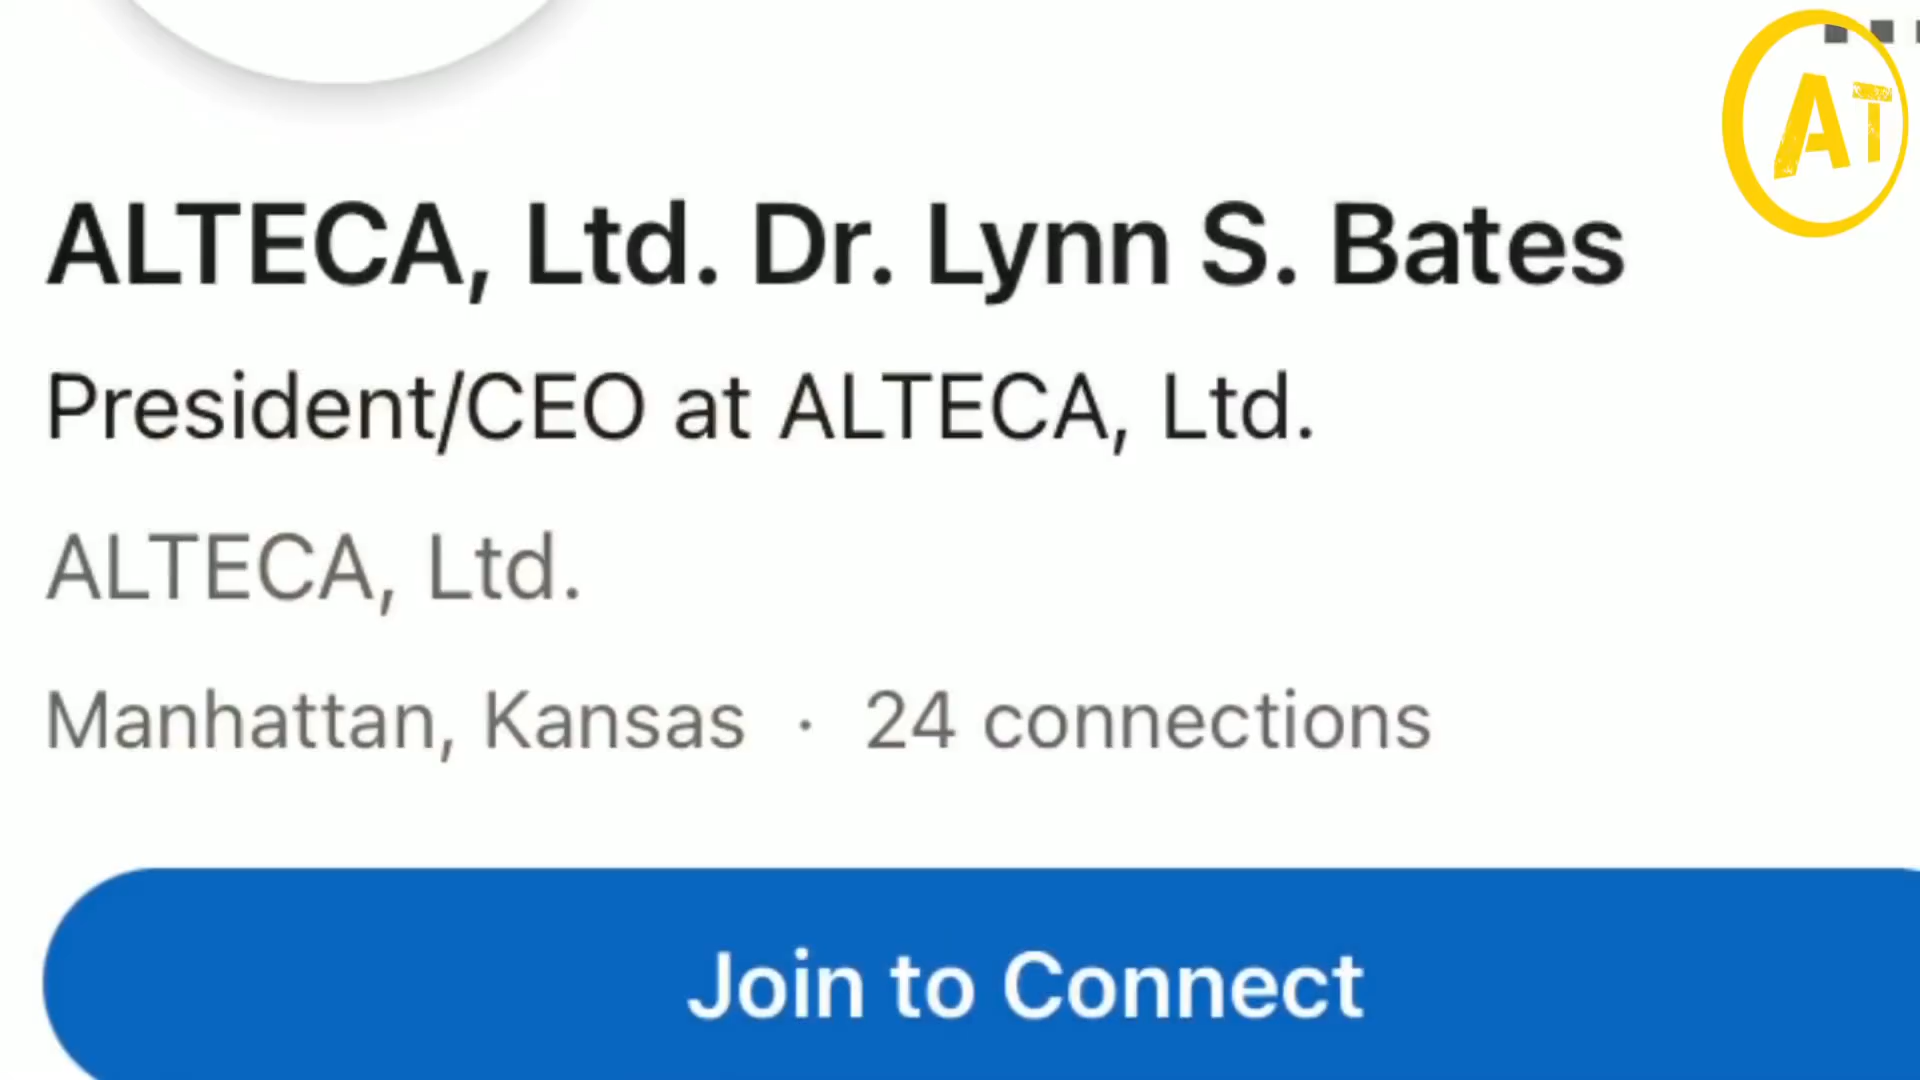 AT
ALTECA, Ltd. Dr. Lynn S. Bates
President/CEO at ALTECA, Ltd.
ALTECA, Ltd.
Manhattan, Kansas · 24 connections
Join to Connect